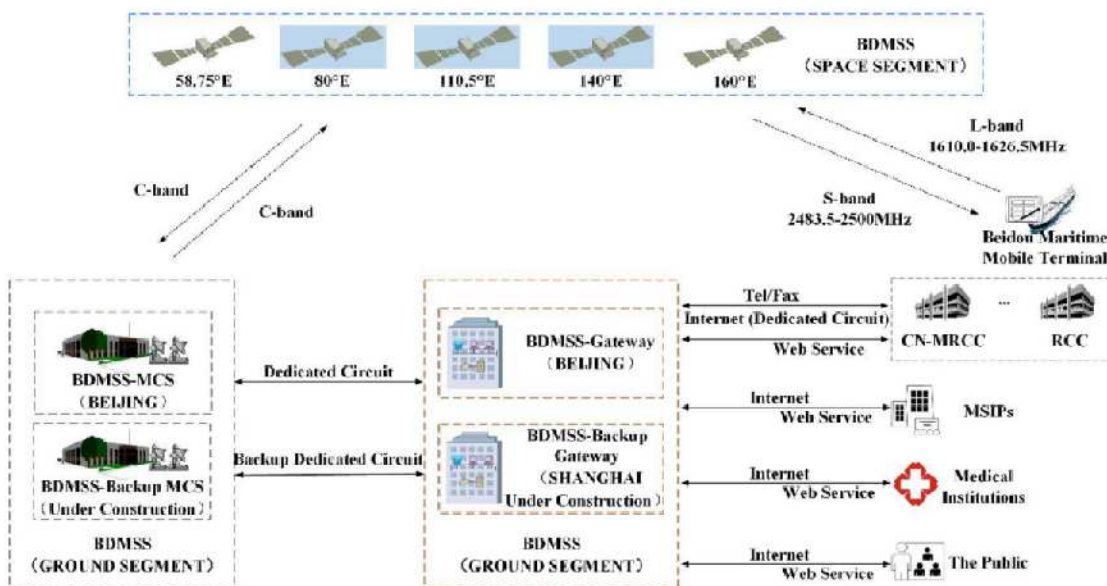 58.75°E
80°E
110.5°E
140°E
160°E
BDMSS
(SPACE SEGMENT)
L-band
1610.0-1626.5MHz
C-band
C-band
S-band
2483.5-2500MHz
Beidou Maritime
Mobile Terminal
BDMSS-MCS
(BEIJING)
BDMSS-Backup MCS
(Under Construction)
BDMSS
(GROUND SEGMENT)
Dedicated Circuit
Backup Dedicated Circuit
BDMSS-Gateway
(BEIJING)
BDMSS-Backup
Gateway
(SHANGHAI
Under Construction)
BDMSS
(GROUND SEGMENT)
Tel/Fax
Internet (Dedicated Circuit)
Web Service
CN-MRCC
...
RCC
Internet
Web Service
MSIPs
Internet
Web Service
Medical
Institutions
Internet
Web Service
The Public